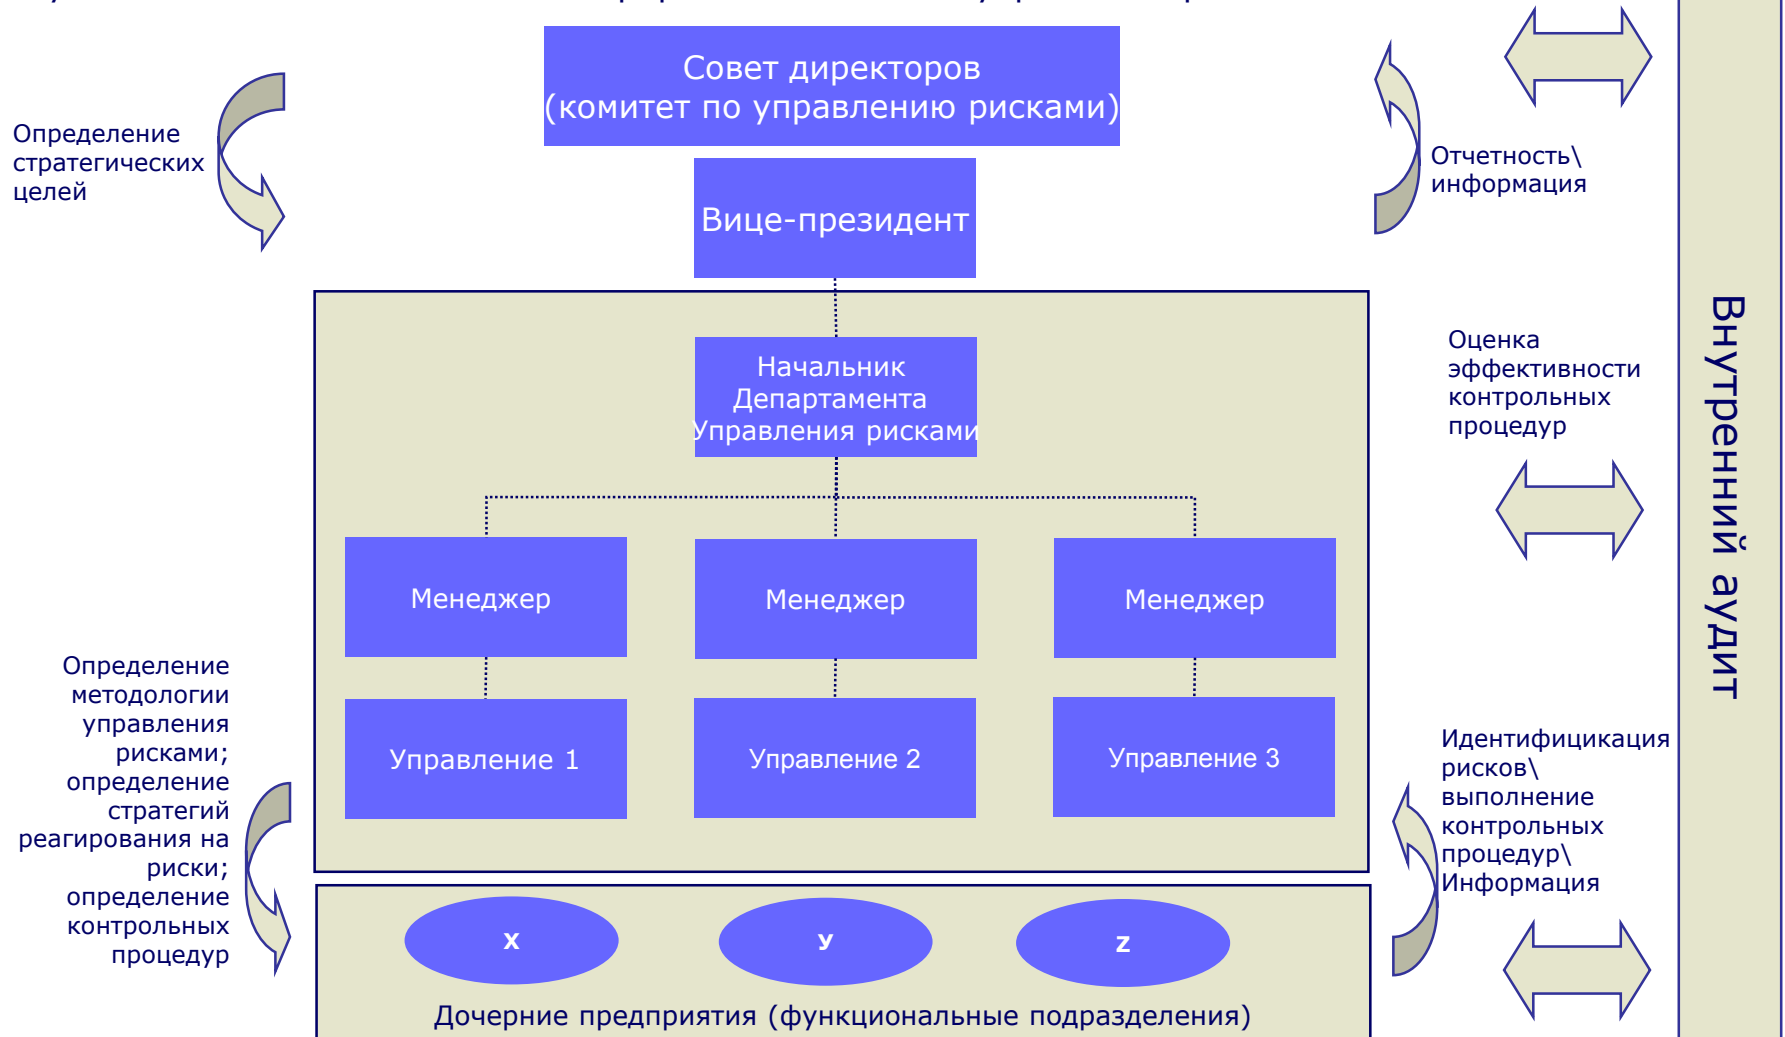 Совет директоров
(комитет по управлению рисками)
Определение
стратегических
целей
Отчетность\
информация
Вице-президент
Начальник
Департамента
Управления рисками
Оценка
эффективности
контрольных
процедур
Внутренний аудит
Менеджер
Менеджер
Менеджер
Управление 1
Управление 2
Управление 3
Определение
методологии
управления
рисками;
определение
стратегий
реагирования на
риски;
определение
контрольных
процедур
Идентифицикация
рисков\
выполнение
контрольных
процедур\
Информация
Х
У
Z
Дочерние предприятия (функциональные подразделения)